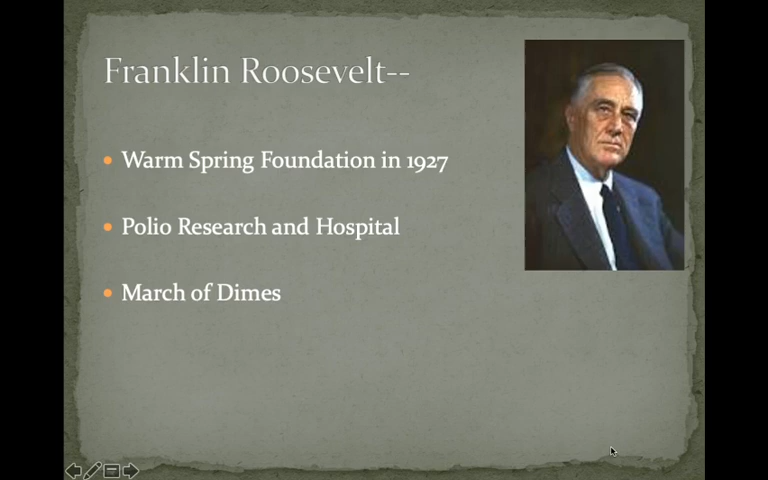 Franklin Roosevelt--
Warm Spring Foundation in 1927
Polio Research and Hospital
March of Dimes